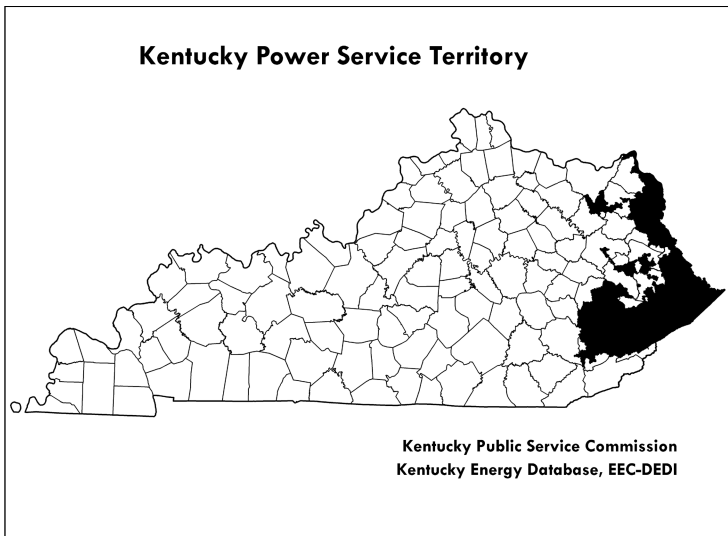 Kentucky Power Service Territory
Kentucky Public Service Commission
Kentucky Energy Database, EEC-DEDI